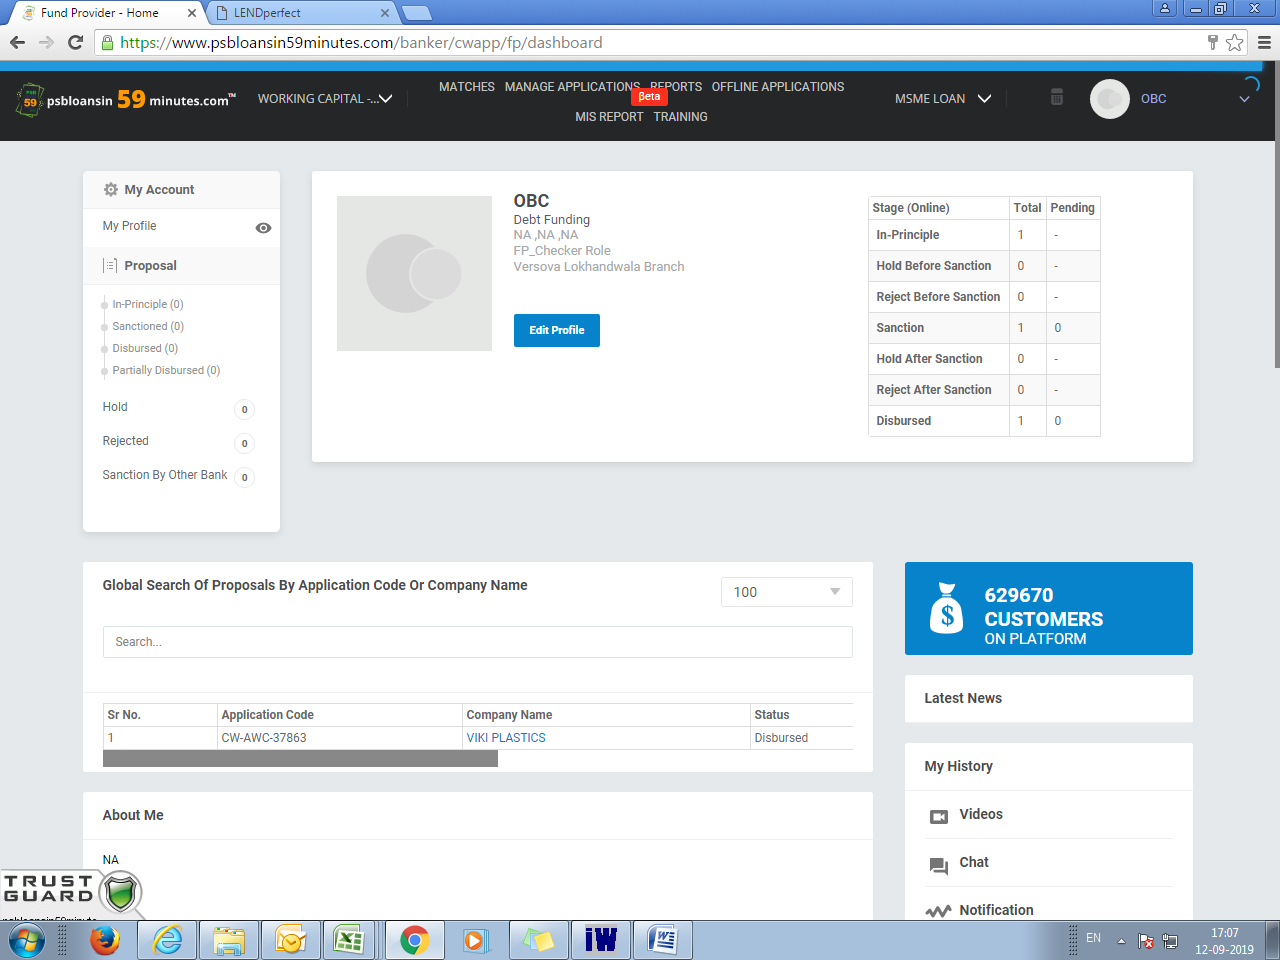 Fund Provider - Home
LENDperfect
https://www.psbloansin59minutes.com/banker/cwapp/fp/dashboard
PSB
59
psbloansin 59 minutes.com™
WORKING CAPITAL -...
MATCHES MANAGE APPLICATIONS REPORTS OFFLINE APPLICATIONS
βeta
MIS REPORT TRAINING
MSME LOAN
OBC
My Account
My Profile
Proposal
In-Principle (0)
Sanctioned (0)
Disbursed (0)
Partially Disbursed (0)
Hold 0
Rejected 0
Sanction By Other Bank 0
OBC
Debt Funding
NA ,NA ,NA
FP_Checker Role
Versova Lokhandwala Branch
Edit Profile
Stage (Online) Total Pending
In-Principle 1 -
Hold Before Sanction 0 -
Reject Before Sanction 0 -
Sanction 1 0
Hold After Sanction 0 -
Reject After Sanction 0 -
Disbursed 1 0
Global Search Of Proposals By Application Code Or Company Name
100
Search...
Sr No. Application Code Company Name Status
1 CW-AWC-37863 VIKI PLASTICS Disbursed
About Me
NA
629670
CUSTOMERS
ON PLATFORM
Latest News
My History
Videos
Chat
Notification
TRUST
GUARD
iW
EN
17:07
12-09-2019